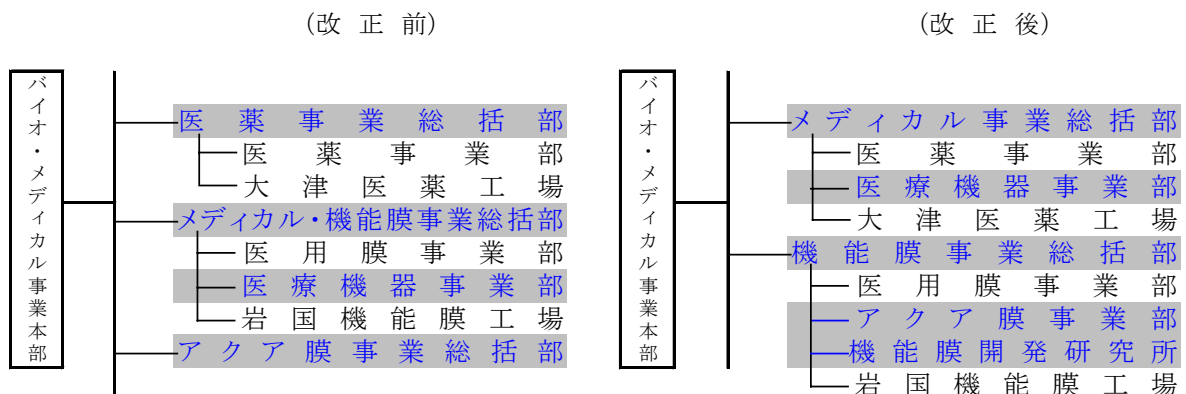 (改 正 前)
バイオ・メディカル事業本部
医薬事業総括部
医薬事業部
大津医薬工場
メディカル・機能膜事業総括部
医用膜事業部
医療機器事業部
岩国機能膜工場
アクア膜事業総括部
(改 正 後)
バイオ・メディカル事業本部
メディカル事業総括部
医薬事業部
医療機器事業部
大津医薬工場
機能膜事業総括部
医用膜事業部
アクア膜事業部
機能膜開発研究所
岩国機能膜工場